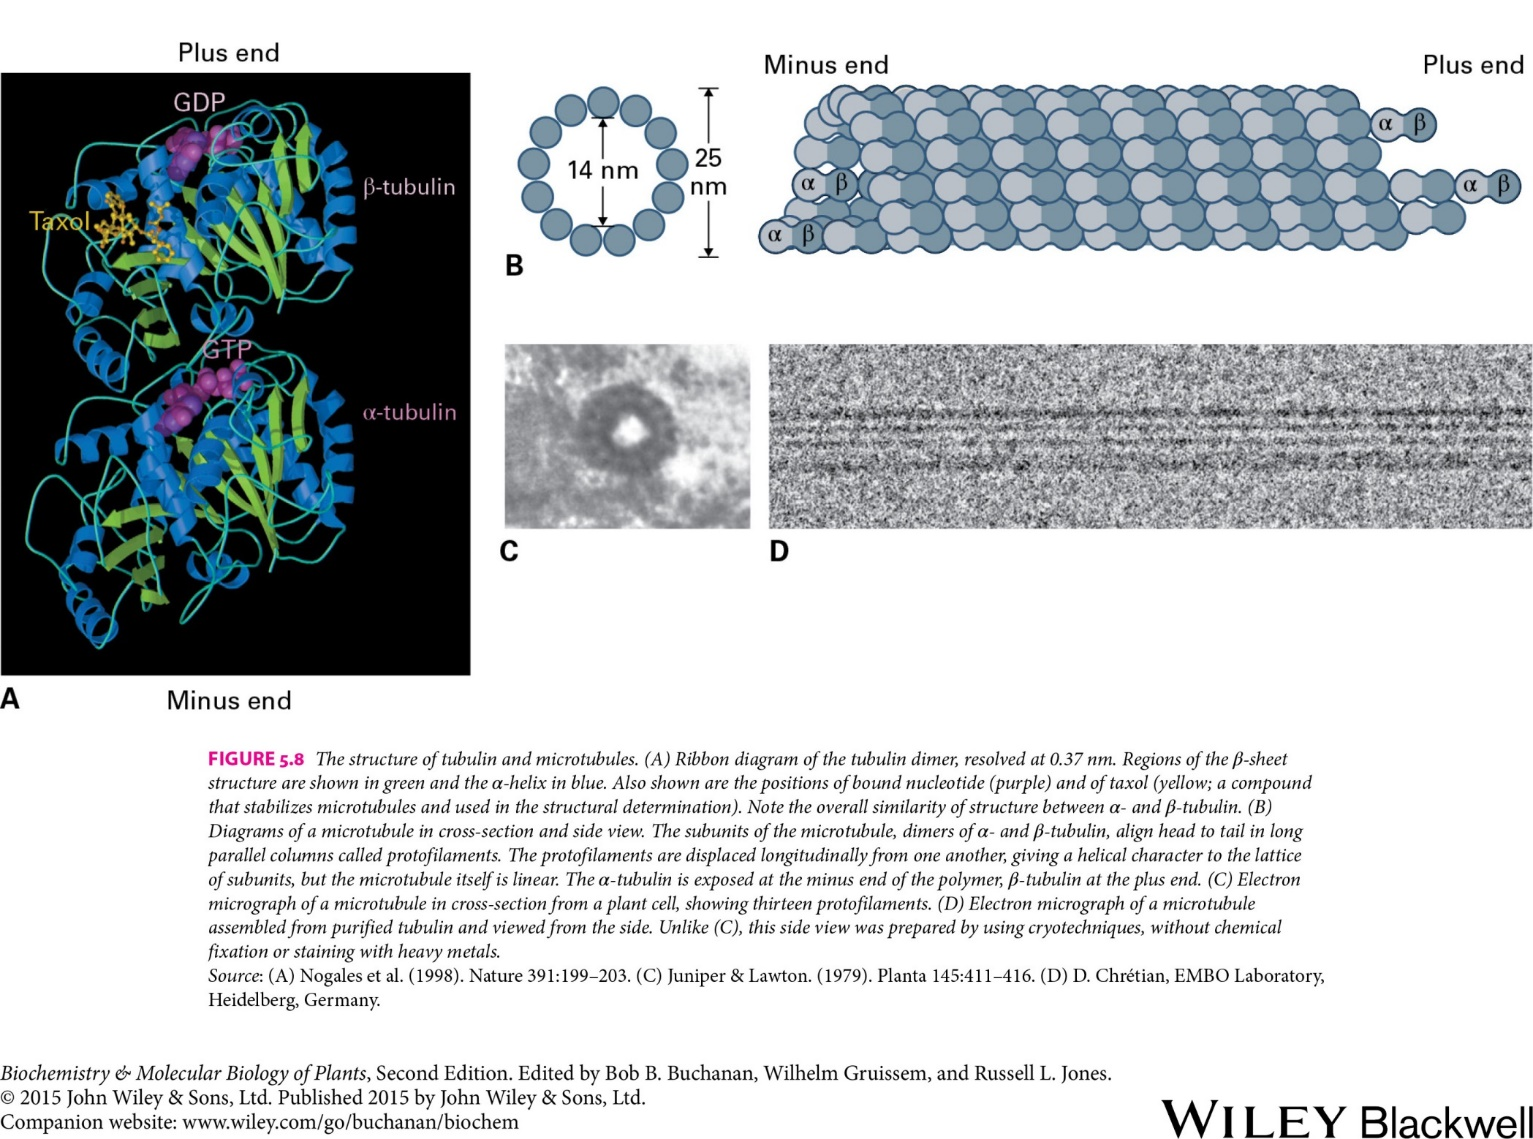 Plus end
GDP
β-tubulin
Taxol
GTP
α-tubulin
A
Minus end
14 nm
25
nm
B
Minus end
Plus end
α β
α β
α β
α β
C
D
FIGURE 5.8 The structure of tubulin and microtubules. (A) Ribbon diagram of the tubulin dimer, resolved at 0.37 nm. Regions of the β-sheet
structure are shown in green and the α-helix in blue. Also shown are the positions of bound nucleotide (purple) and of taxol (yellow; a compound
that stabilizes microtubules and used in the structural determination). Note the overall similarity of structure between α- and β-tubulin. (B)
Diagrams of a microtubule in cross-section and side view. The subunits of the microtubule, dimers of α- and β-tubulin, align head to tail in long
parallel columns called protofilaments. The protofilaments are displaced longitudinally from one another, giving a helical character to the lattice
of subunits, but the microtubule itself is linear. The α-tubulin is exposed at the minus end of the polymer, β-tubulin at the plus end. (C) Electron
micrograph of a microtubule in cross-section from a plant cell, showing thirteen protofilaments. (D) Electron micrograph of a microtubule
assembled from purified tubulin and viewed from the side. Unlike (C), this side view was prepared by using cryotechniques, without chemical
fixation or staining with heavy metals.
Source: (A) Nogales et al. (1998). Nature 391:199–203. (C) Juniper & Lawton. (1979). Planta 145:411–416. (D) D. Chrétian, EMBO Laboratory,
Heidelberg, Germany.
Biochemistry & Molecular Biology of Plants, Second Edition. Edited by Bob B. Buchanan, Wilhelm Gruissem, and Russell L. Jones.
© 2015 John Wiley & Sons, Ltd. Published 2015 by John Wiley & Sons, Ltd.
Companion website: www.wiley.com/go/buchanan/biochem
WILEY Blackwell